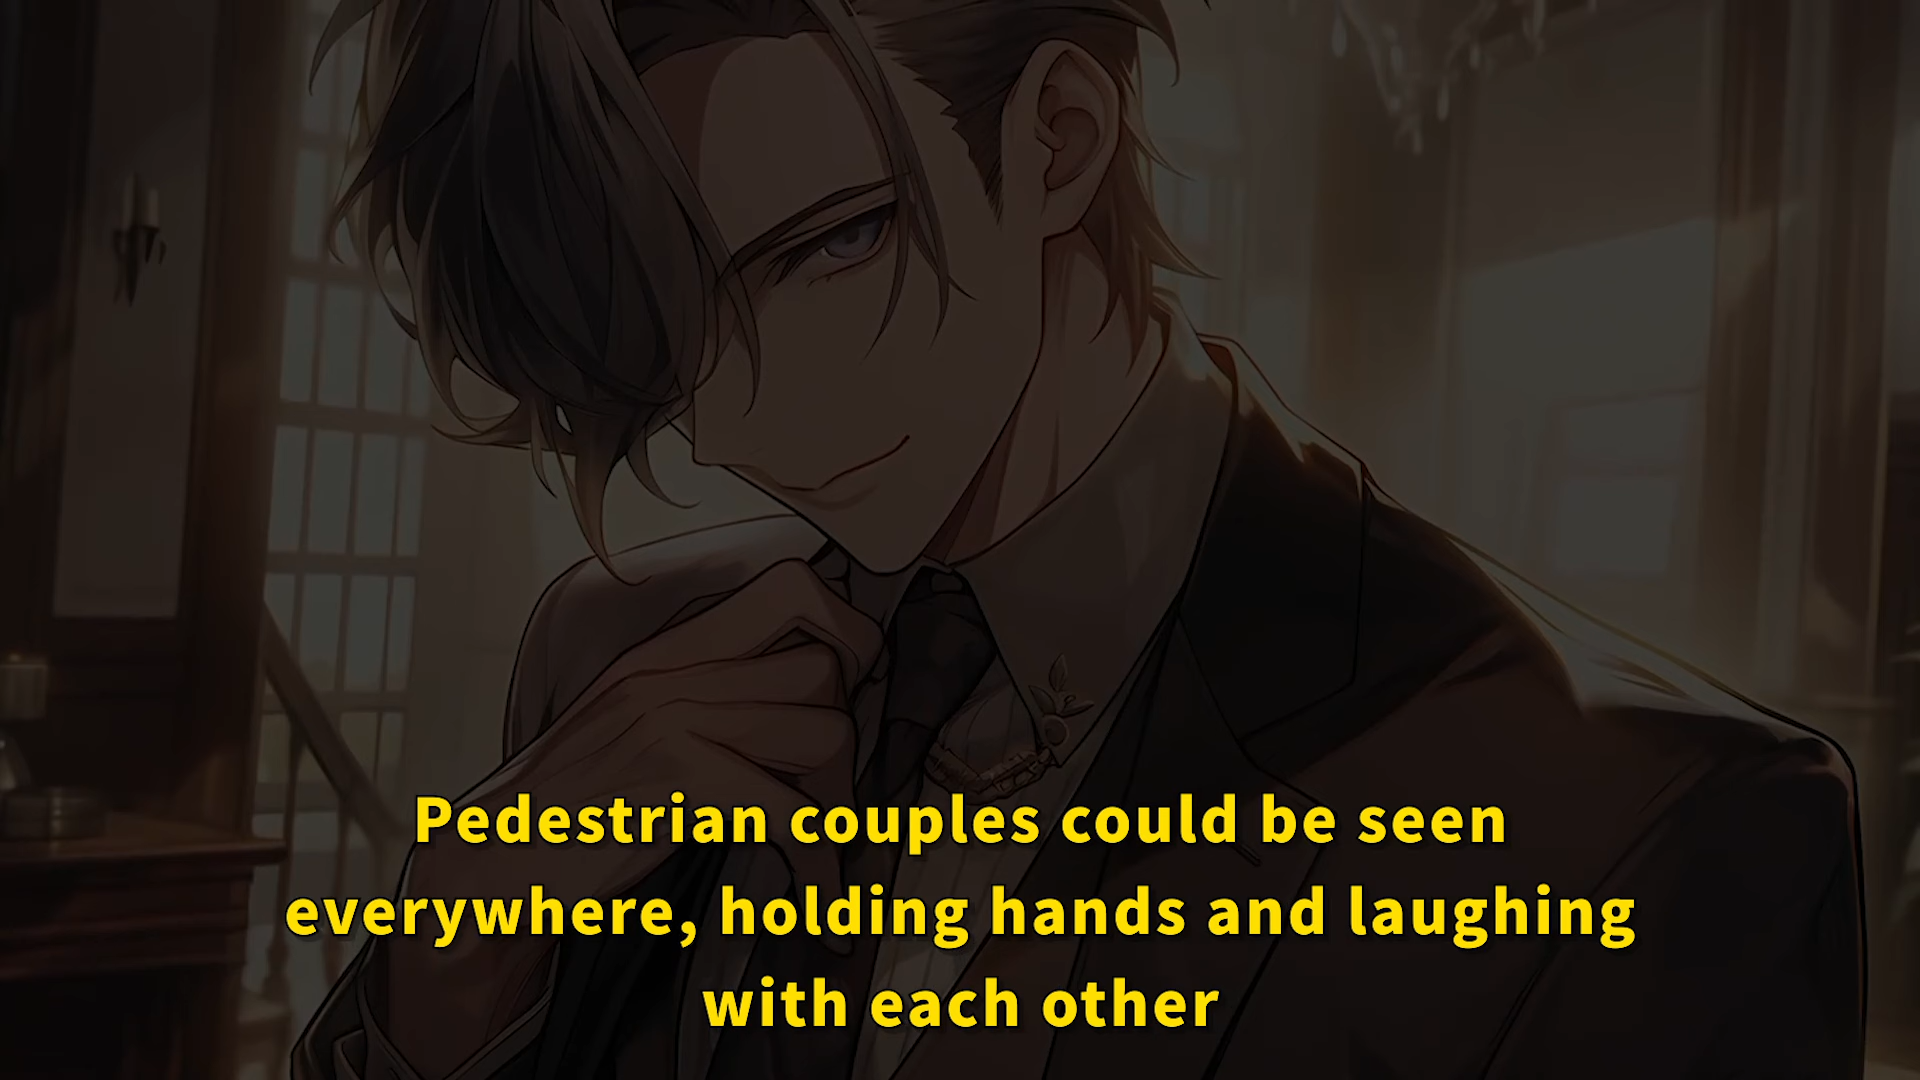 Pedestrian couples could be seen
everywhere, holding hands and laughing
with each other